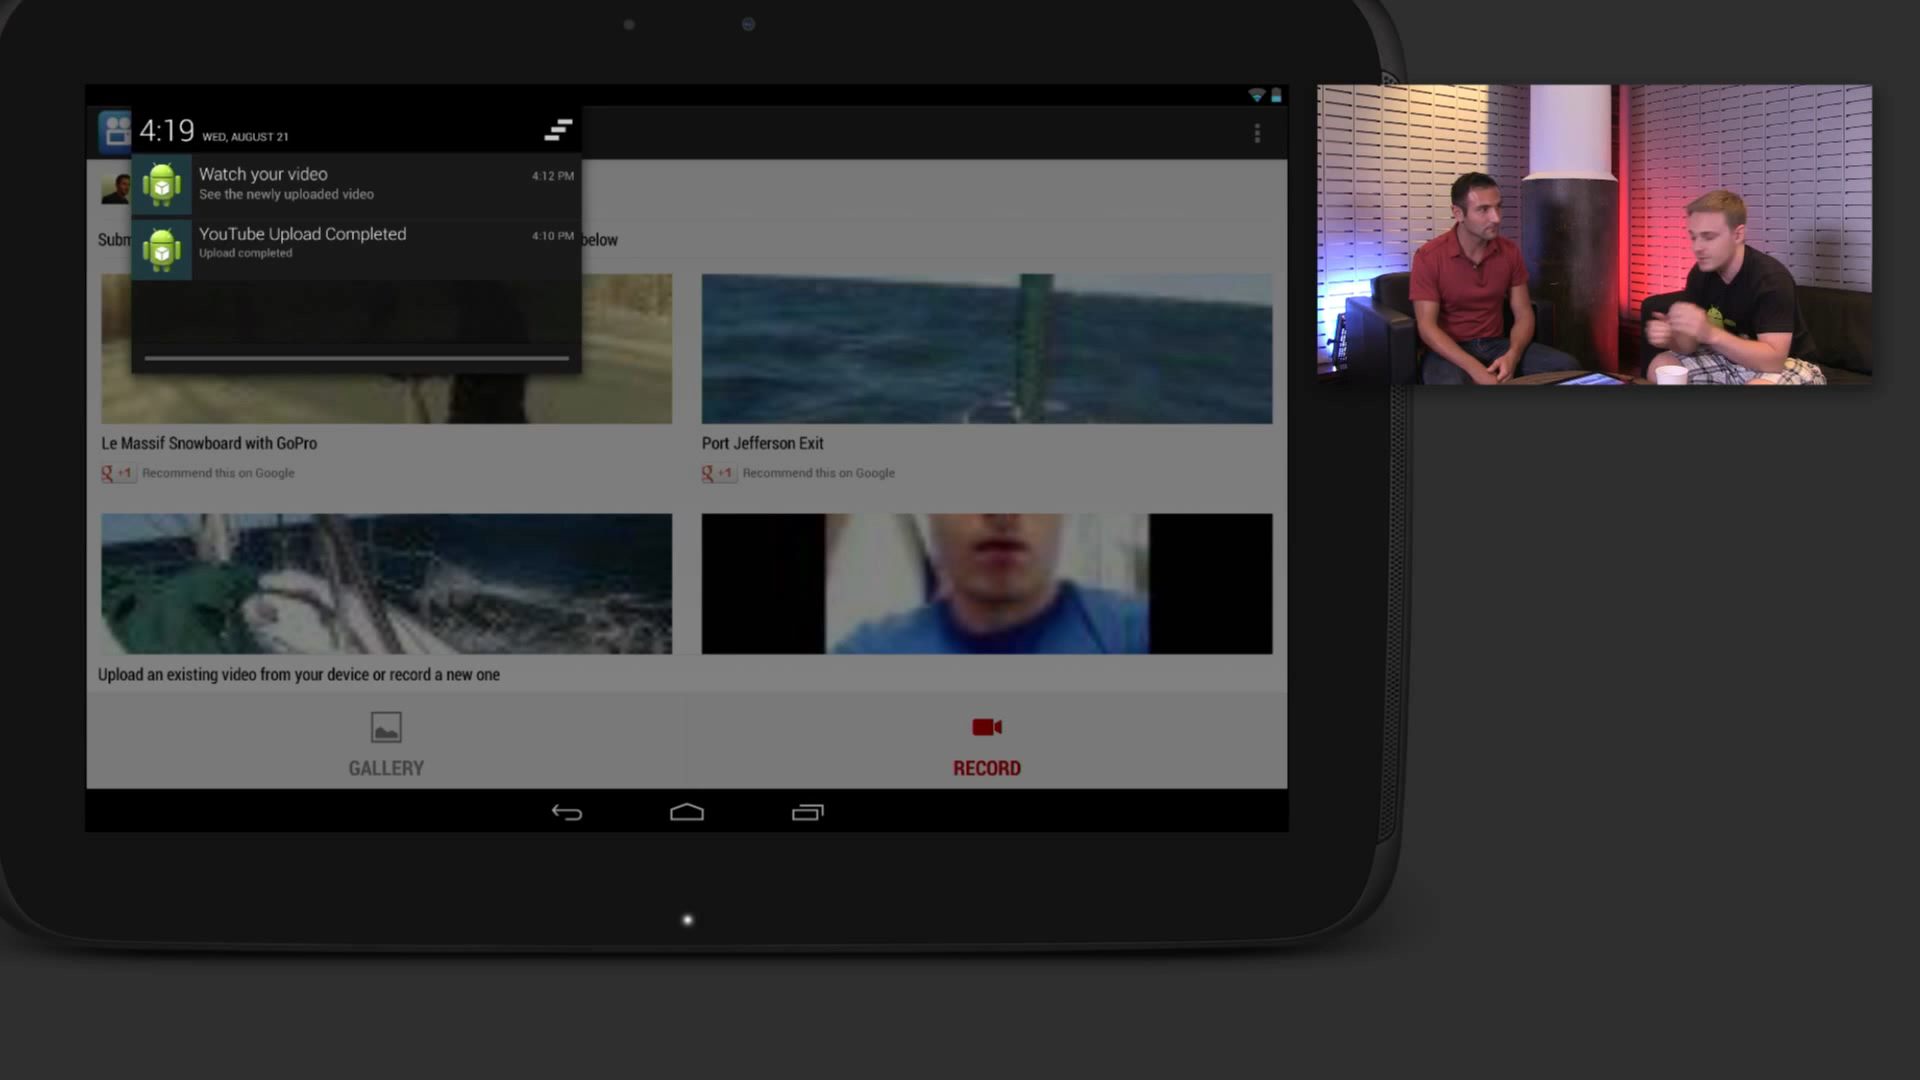 4:19 WED, AUGUST 21
Watch your video 4:12 PM
See the newly uploaded video
YouTube Upload Completed 4:10 PM
Upload completed
below
Le Massif Snowboard with GoPro
Port Jefferson Exit
g +1 Recommend this on Google
g +1 Recommend this on Google
Upload an existing video from your device or record a new one
GALLERY
RECORD